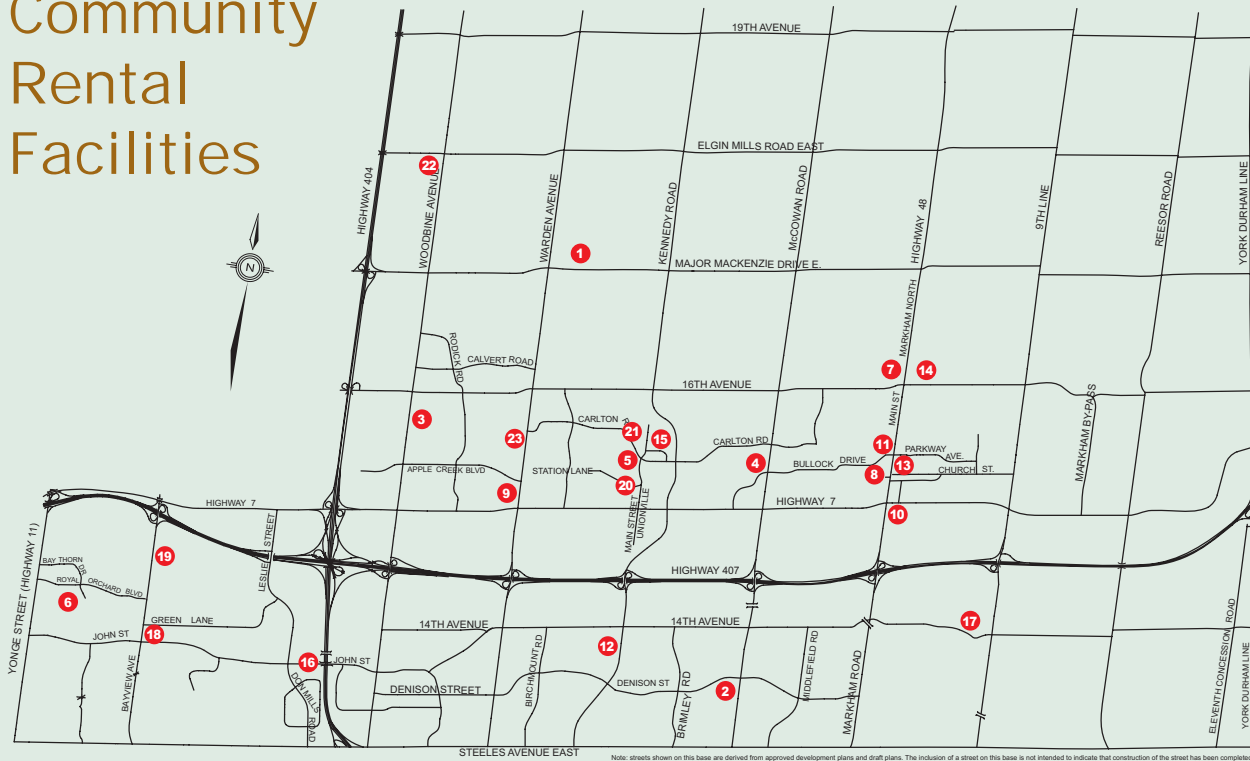 Community
Rental
Facilities
19TH AVENUE
ELGIN MILLS ROAD EAST
22
HIGHWAY 404
WOODBINE AVENUE
WARDEN AVENUE
KENNEDY ROAD
McCOWAN ROAD
HIGHWAY 48
9TH LINE
REESOR ROAD
YORK DURHAM LINE
N
1
MAJOR MACKENZIE DRIVE E.
MARKHAM NORTH
RODICK RD
CALVERT ROAD
7
14
16TH AVENUE
MAIN ST
MARKHAM BY-PASS
3
CARLTON
21
15
23
CARLTON RD
11
PARKWAY
AVE.
5
4
BULLOCK DRIVE
13
APPLE CREEK BLVD
STATION LANE
8
CHURCH ST.
20
9
HIGHWAY 7
HIGHWAY 7
MAIN STREET
UNIONVILLE
10
LESLIE STREET
YONGE STREET (HIGHWAY 11)
19
BAY THORN
DR
ROYAL ORCHARD BLVD
HIGHWAY 407
6
GREEN LANE
14TH AVENUE
14TH AVENUE
17
18
JOHN ST
12
16
JOHN ST
BAYVIEW AVE
DON MILLS
ROAD
DENISON STREET
BIRCHMOUNT RD
DENISON ST
BRIMLEY RD
2
MIDDLEFIELD RD
MARKHAM ROAD
ELEVENTH CONCESSION ROAD
YORK DURHAM LINE
STEELES AVENUE EAST
Note: streets shown on this base are derived from approved development plans and draft plans. The inclusion of a street on this base is not intended to indicate that construction of the street has been completed